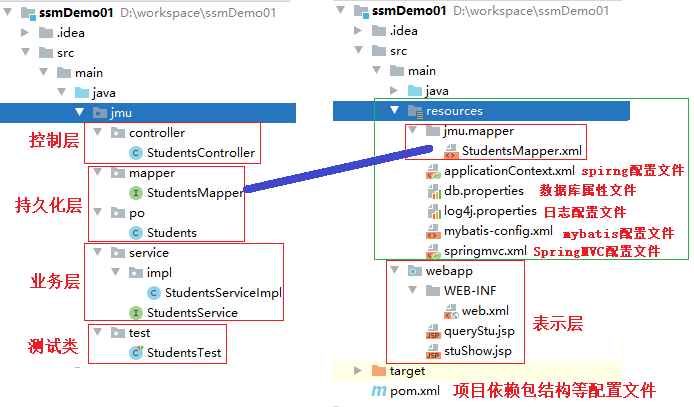 ssmDemo01 D:\workspace\ssmDemo01
.idea
src
main
java
jmu
控制层
controller
StudentsController
持久化层
mapper
StudentsMapper
po
Students
业务层
service
impl
StudentsServiceImpl
StudentsService
测试类
test
StudentsTest
ssmDemo01 D:\workspace\ssmDemo01
.idea
src
main
java
resources
jmu.mapper
StudentsMapper.xml
applicationContext.xml spirng配置文件
db.properties 数据库属性文件
log4j.properties 日志配置文件
mybatis-config.xml mybatis配置文件
springmvc.xml SpringMVC配置文件
webapp
WEB-INF
web.xml
queryStu.jsp
stuShow.jsp
表示层
target
pom.xml 项目依赖包结构等配置文件